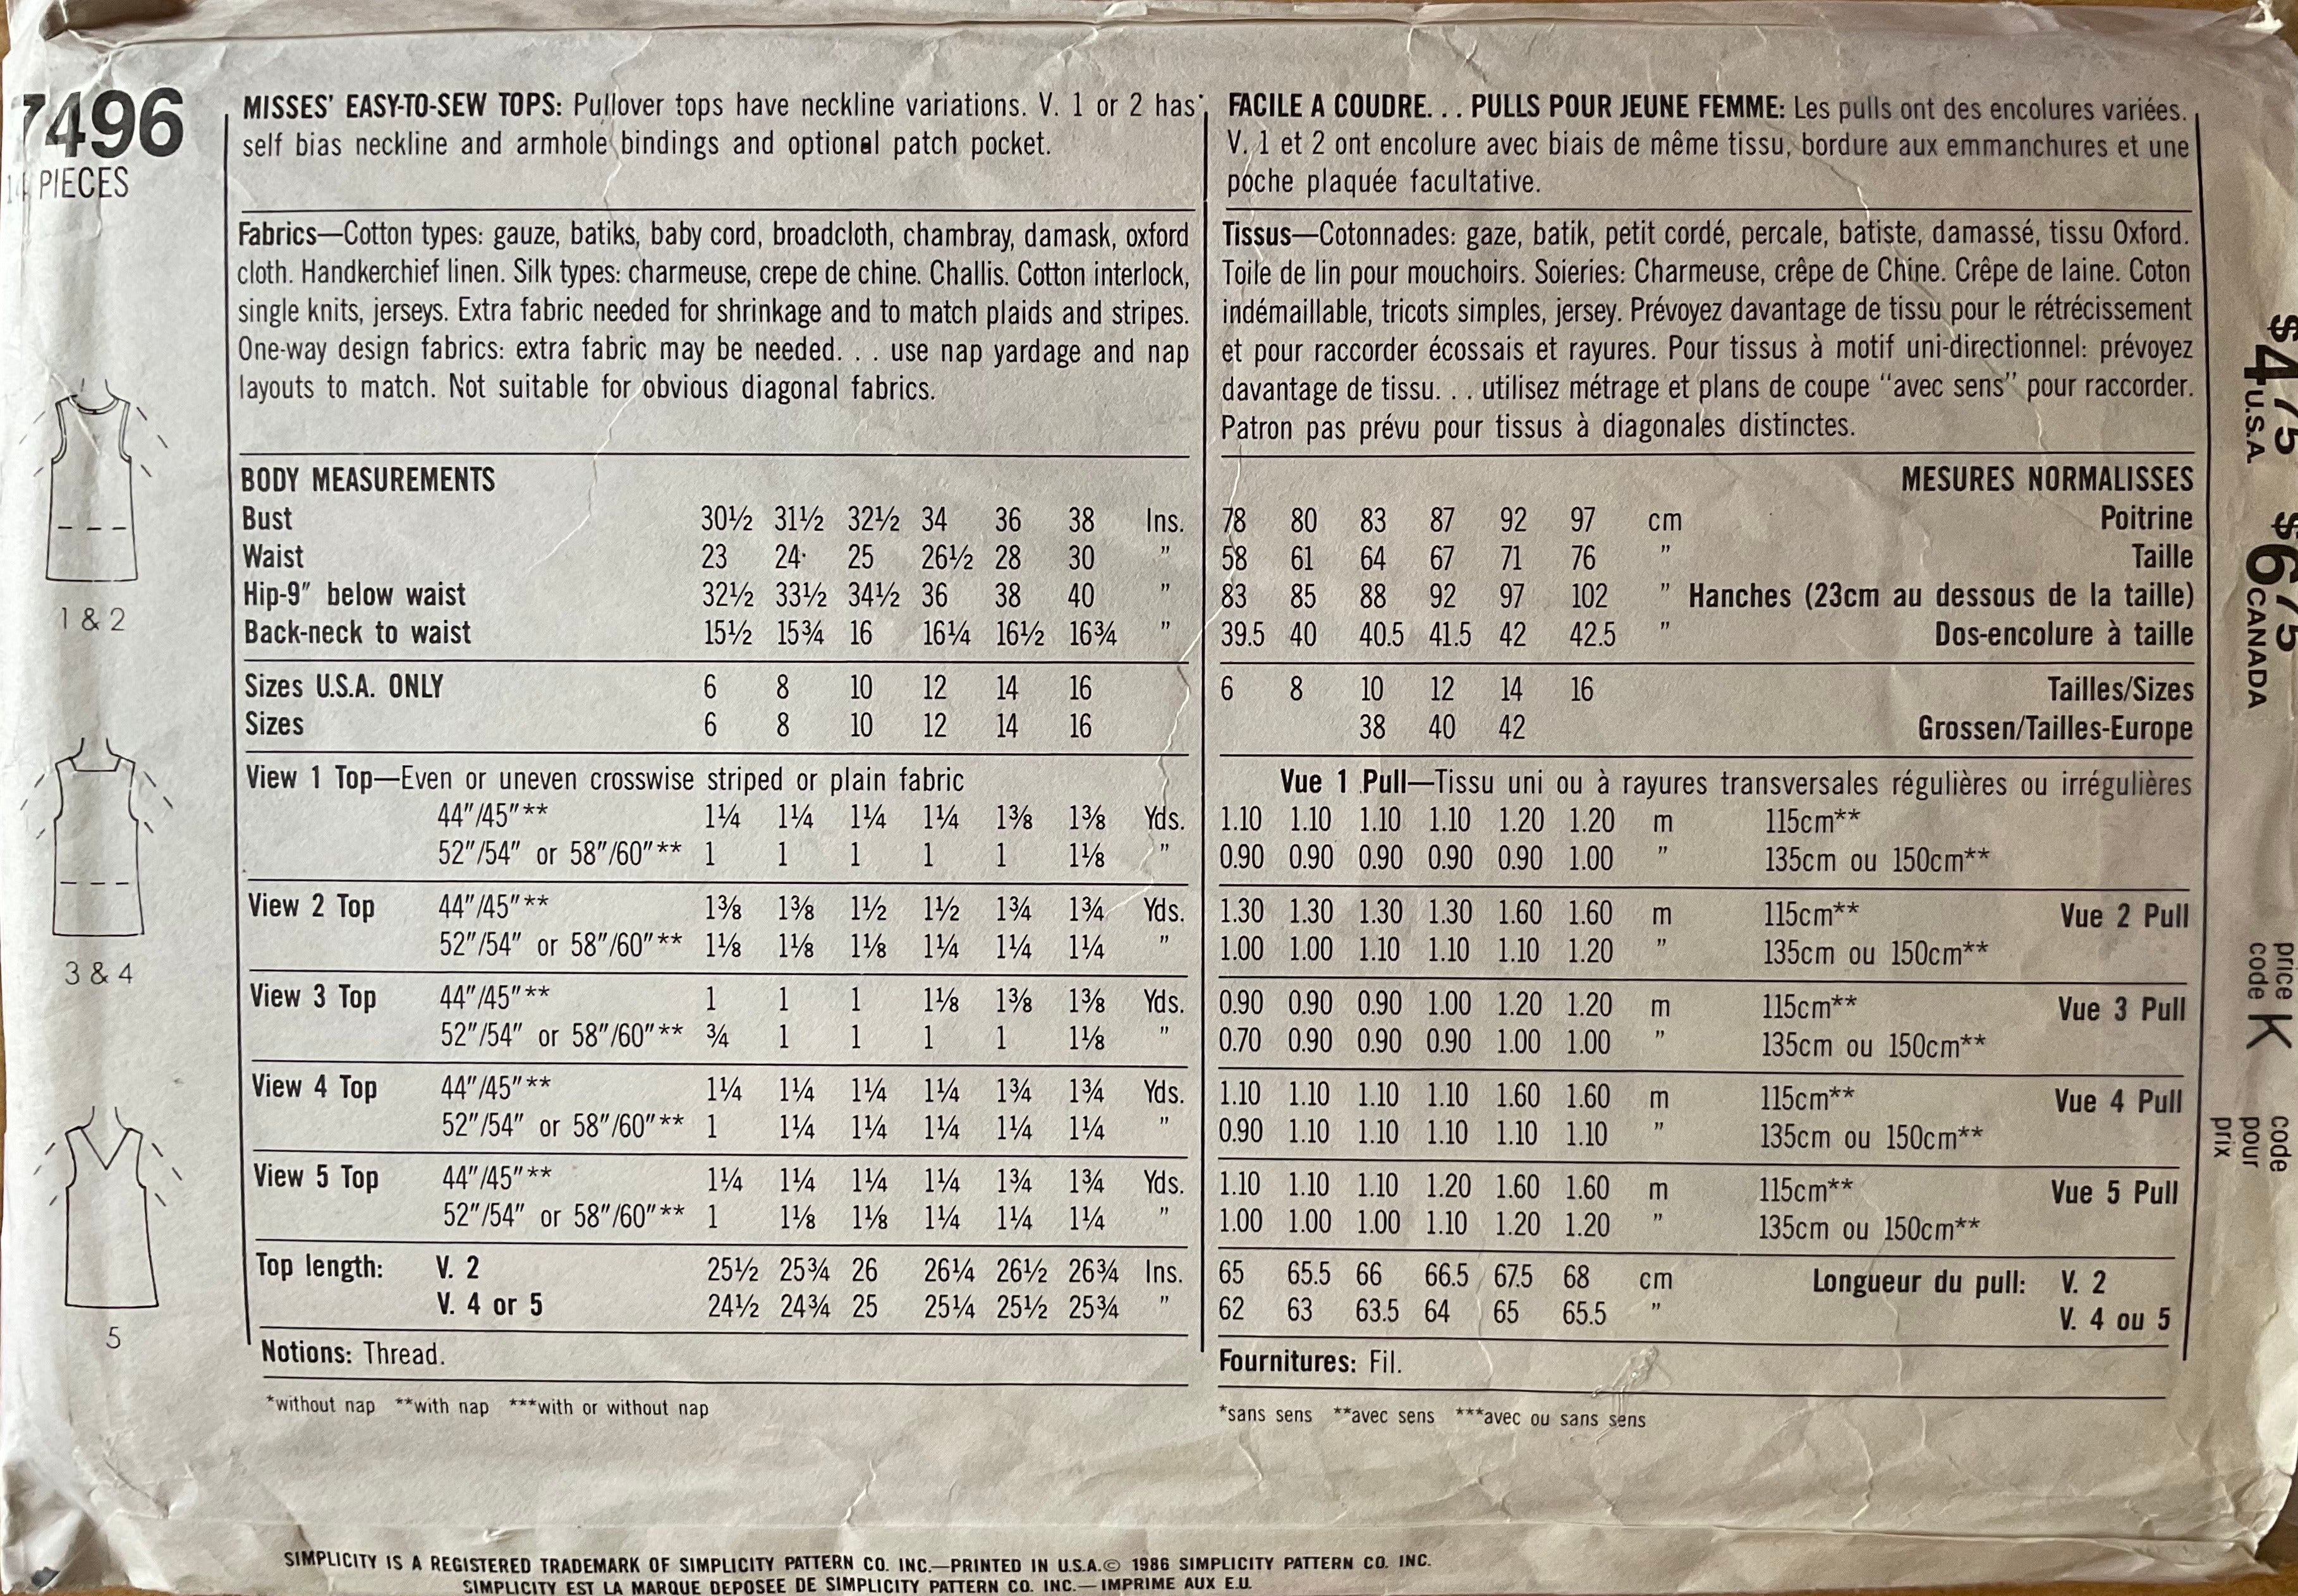 7496
14 PIECES
MISSES' EASY-TO-SEW TOPS: Pullover tops have neckline variations. V. 1 or 2 has
self bias neckline and armhole bindings and optional patch pocket.
Fabrics—Cotton types: gauze, batiks, baby cord, broadcloth, chambray, damask, oxford
cloth. Handkerchief linen. Silk types: charmeuse, crepe de chine. Challis. Cotton interlock,
single knits, jerseys. Extra fabric needed for shrinkage and to match plaids and stripes.
One-way design fabrics: extra fabric may be needed. . . use nap yardage and nap
layouts to match. Not suitable for obvious diagonal fabrics.
BODY MEASUREMENTS
Bust 30½ 31½ 32½ 34 36 38 Ins.
Waist 23 24 25 26½ 28 30 ″
Hip-9″ below waist 32½ 33½ 34½ 36 38 40 ″
Back-neck to waist 15½ 15¾ 16 16¼ 16½ 16¾ ″
Sizes U.S.A. ONLY 6 8 10 12 14 16
Sizes 6 8 10 12 14 16
View 1 Top—Even or uneven crosswise striped or plain fabric
44″/45″** 1¼ 1¼ 1¼ 1¼ 1⅜ 1⅜ Yds.
52″/54″ or 58″/60″** 1 1 1 1 1 1⅛ ″
View 2 Top 44″/45″** 1⅜ 1⅜ 1½ 1½ 1¾ 1¾ Yds.
52″/54″ or 58″/60″** 1⅛ 1⅛ 1⅛ 1¼ 1¼ 1¼ ″
View 3 Top 44″/45″** 1 1 1 1⅛ 1⅜ 1⅜ Yds.
52″/54″ or 58″/60″** ¾ 1 1 1 1 1⅛ ″
View 4 Top 44″/45″** 1¼ 1¼ 1¼ 1¼ 1¾ 1¾ Yds.
52″/54″ or 58″/60″** 1 1¼ 1¼ 1¼ 1¼ 1¼ ″
View 5 Top 44″/45″** 1¼ 1¼ 1¼ 1¼ 1¾ 1¾ Yds.
52″/54″ or 58″/60″** 1 1⅛ 1⅛ 1¼ 1¼ 1¼ ″
Top length: V. 2 25½ 25¾ 26 26¼ 26½ 26¾ Ins.
V. 4 or 5 24½ 24¾ 25 25¼ 25½ 25¾ ″
Notions: Thread.
*without nap **with nap ***with or without nap
FACILE A COUDRE. . . PULLS POUR JEUNE FEMME: Les pulls ont des encolures variées.
V. 1 et 2 ont encolure avec biais de même tissu, bordure aux emmanchures et une
poche plaquée facultative.
Tissus—Cotonnades: gaze, batik, petit cordé, percale, batiste, damassé, tissu Oxford.
Toile de lin pour mouchoirs. Soieries: Charmeuse, crêpe de Chine. Crêpe de laine. Coton
indémaillable, tricots simples, jersey. Prévoyez davantage de tissu pour le rétrécissement
et pour raccorder écossais et rayures. Pour tissus à motif uni-directionnel: prévoyez
davantage de tissu. . . utilisez métrage et plans de coupe “avec sens” pour raccorder.
Patron pas prévu pour tissus à diagonales distinctes.
MESURES NORMALISSES
78 80 83 87 92 97 cm Poitrine
58 61 64 67 71 76 ″ Taille
83 85 88 92 97 102 ″ Hanches (23cm au dessous de la taille)
39.5 40 40.5 41.5 42 42.5 ″ Dos-encolure à taille
6 8 10 12 14 16 Tailles/Sizes
38 40 42 Grossen/Tailles-Europe
Vue 1 Pull—Tissu uni ou à rayures transversales régulières ou irrégulières
1.10 1.10 1.10 1.10 1.20 1.20 m 115cm**
0.90 0.90 0.90 0.90 0.90 1.00 ″ 135cm ou 150cm**
1.30 1.30 1.30 1.30 1.60 1.60 m 115cm** Vue 2 Pull
1.00 1.00 1.10 1.10 1.10 1.20 ″ 135cm ou 150cm**
0.90 0.90 0.90 1.00 1.20 1.20 m 115cm** Vue 3 Pull
0.70 0.90 0.90 0.90 1.00 1.00 ″ 135cm ou 150cm**
1.10 1.10 1.10 1.10 1.60 1.60 m 115cm** Vue 4 Pull
0.90 1.10 1.10 1.10 1.10 1.10 ″ 135cm ou 150cm**
1.10 1.10 1.10 1.20 1.60 1.60 m 115cm** Vue 5 Pull
1.00 1.00 1.00 1.10 1.20 1.20 ″ 135cm ou 150cm**
65 65.5 66 66.5 67.5 68 cm Longueur du pull: V. 2
62 63 63.5 64 65 65.5 ″ V. 4 ou 5
Fournitures: Fil.
*sans sens **avec sens ***avec ou sans sens
1 & 2
3 & 4
5
$4.75 U.S.A
$6.75 CANADA
price code K
code pour prix
SIMPLICITY IS A REGISTERED TRADEMARK OF SIMPLICITY PATTERN CO. INC.—PRINTED IN U.S.A.© 1986 SIMPLICITY PATTERN CO. INC.
SIMPLICITY EST LA MARQUE DEPOSEE DE SIMPLICITY PATTERN CO. INC.—IMPRIME AUX E.U.